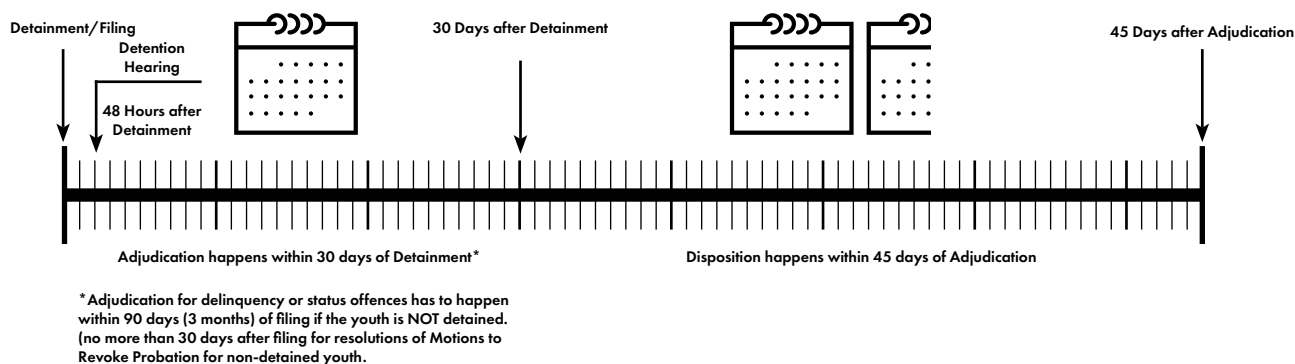 Detainment/Filing
Detention
Hearing
48 Hours after
Detainment
30 Days after Detainment
45 Days after Adjudication
Adjudication happens within 30 days of Detainment*
Disposition happens within 45 days of Adjudication
*Adjudication for delinquency or status offences has to happen
within 90 days (3 months) of filing if the youth is NOT detained.
(no more than 30 days after filing for resolutions of Motions to
Revoke Probation for non-detained youth.